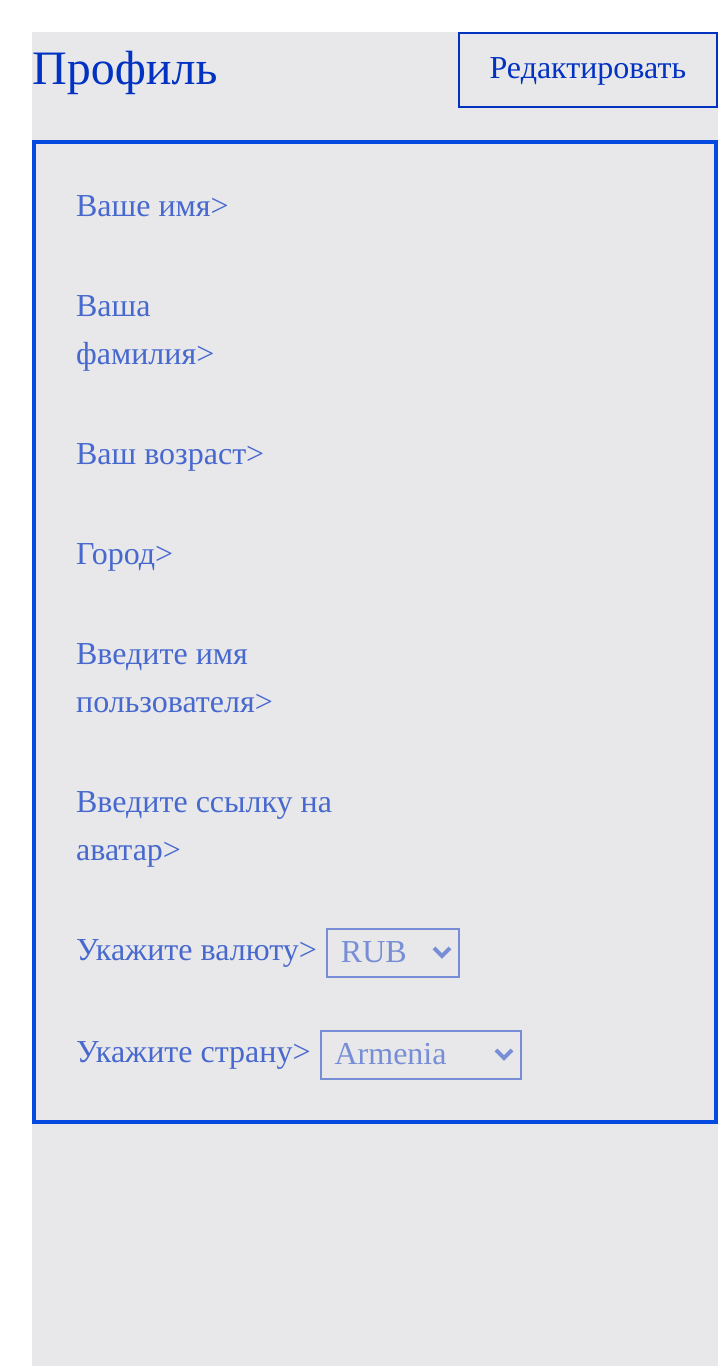 Профиль
Редактировать
Ваше имя>
Ваша
фамилия>
Ваш возраст>
Город>
Введите имя
пользователя>
Введите ссылку на
аватар>
Укажите валюту> RUB
Укажите страну> Armenia